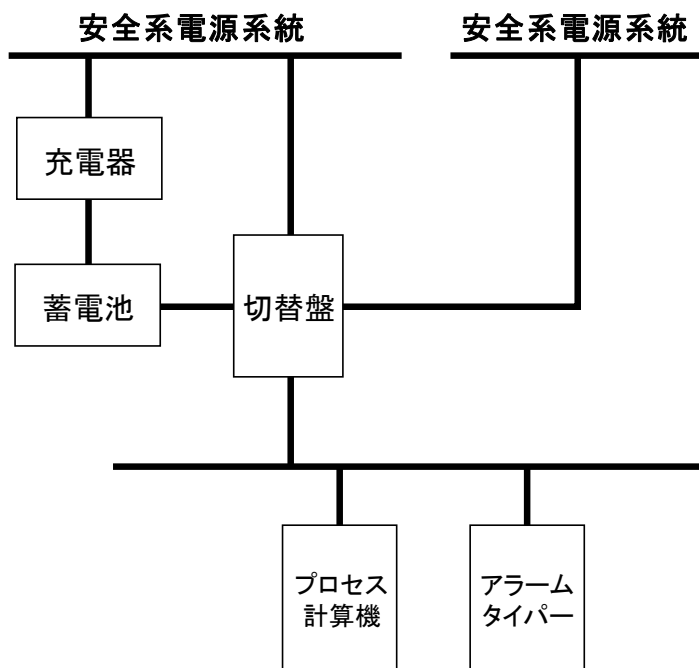 安全系電源系統
安全系電源系統
充電器
蓄電池
切替盤
プロセス
計算機
アラーム
タイパー